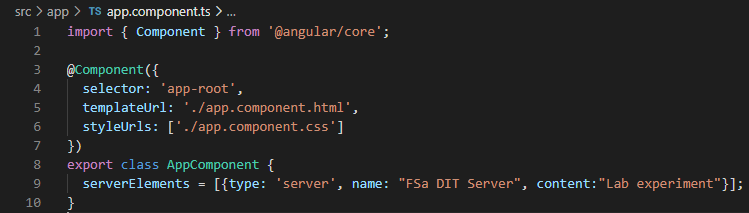 src > app > TS app.component.ts > ...
1 import { Component } from '@angular/core';
2
3 @Component({
4 selector: 'app-root',
5 templateUrl: './app.component.html',
6 styleUrls: ['./app.component.css']
7 })
8 export class AppComponent {
9 serverElements = [{type: 'server', name: "FSa DIT Server", content:"Lab experiment"}];
10 }